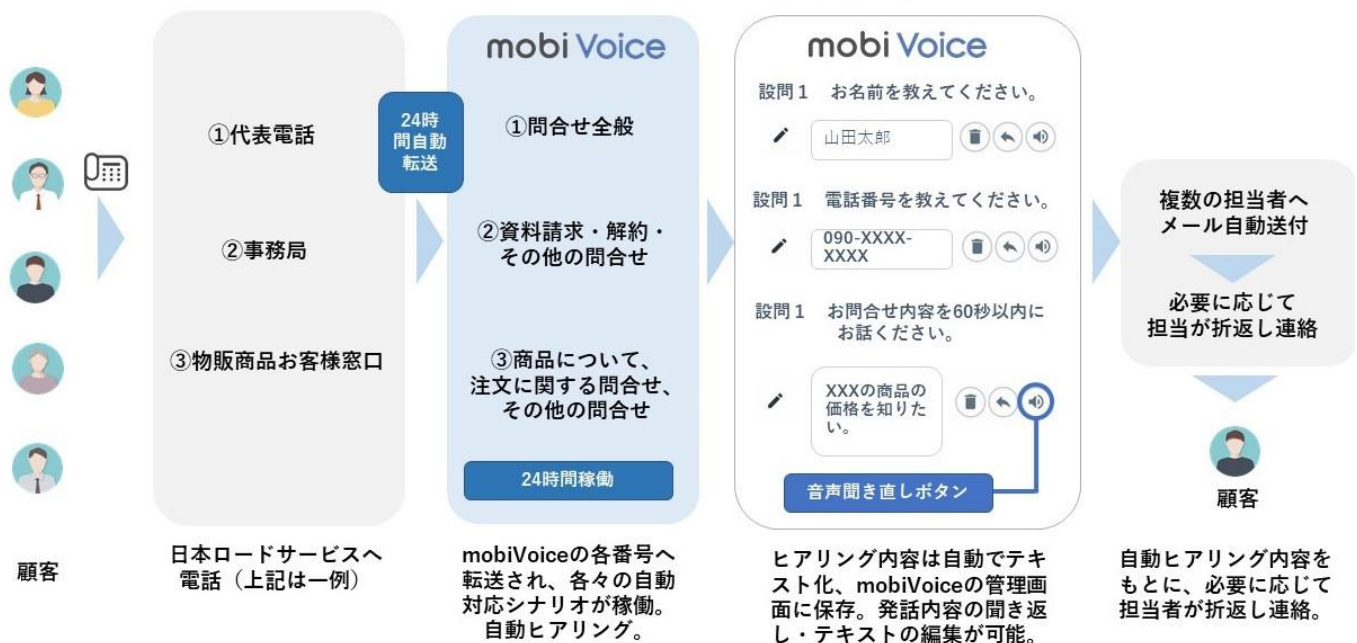 顧客
①代表電話
②事務局
③物販商品お客様窓口
日本ロードサービスへ
電話（上記は一例）
24時
間自動
転送
mobi Voice
①問合せ全般
②資料請求・解約・
その他の問合せ
③商品について、
注文に関する問合せ、
その他の問合せ
24時間稼働
mobiVoiceの各番号へ
転送され、各々の自動
対応シナリオが稼働。
自動ヒアリング。
mobi Voice
設問１　お名前を教えてください。
山田太郎
設問１　電話番号を教えてください。
090-XXXX-
XXXX
設問１　お問合せ内容を60秒以内に
お話ください。
XXXの商品の
価格を知りた
い。
音声聞き直しボタン
ヒアリング内容は自動でテキ
スト化、mobiVoiceの管理画
面に保存。発話内容の聞き返
し・テキストの編集が可能。
複数の担当者へ
メール自動送付
必要に応じて
担当が折返し連絡
顧客
自動ヒアリング内容を
もとに、必要に応じて
担当者が折返し連絡。